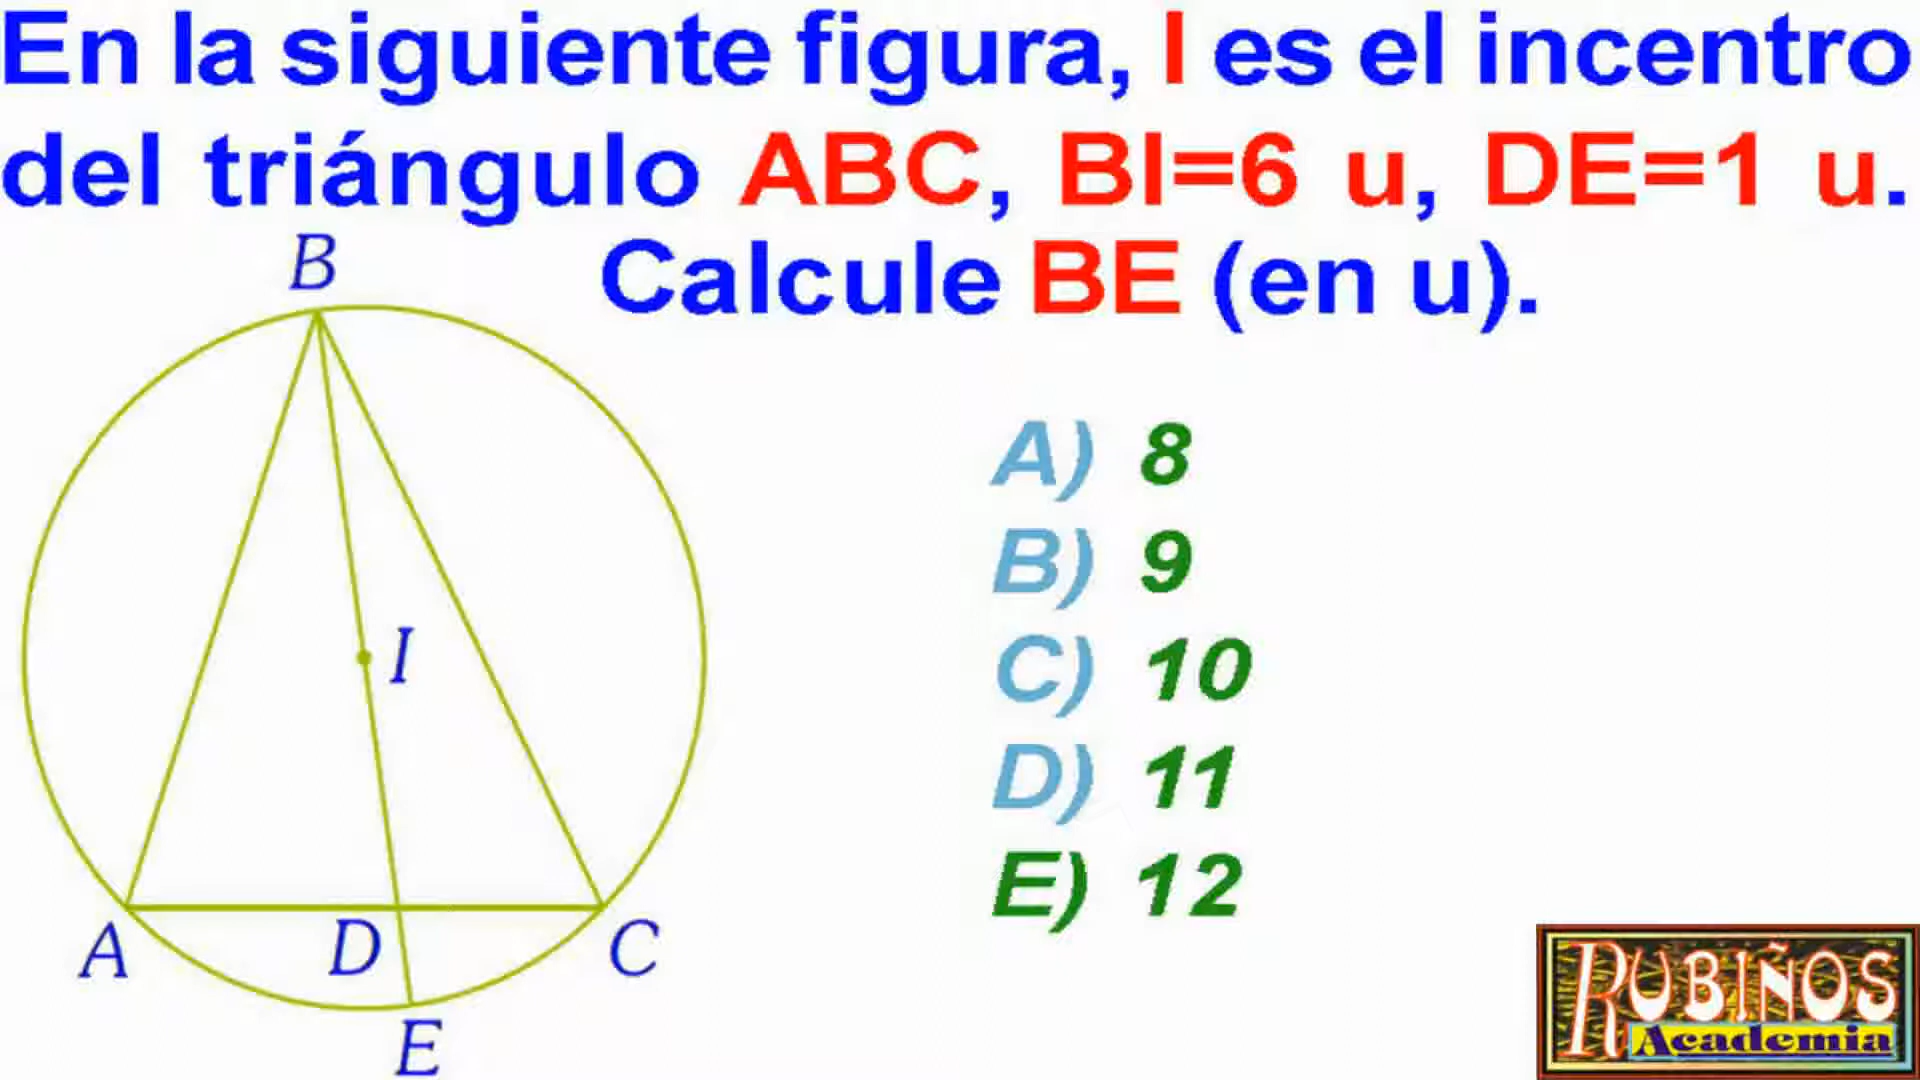 En la siguiente figura, I es el incentro
del triángulo ABC, BI=6 u, DE=1 u.
Calcule BE (en u).
B
I
A
D
C
E
A) 8
B) 9
C) 10
D) 11
E) 12
RUBIÑOS
Academia